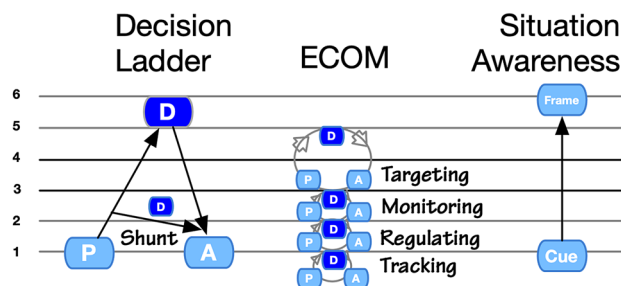 Decision
Ladder
ECOM
Situation
Awareness
6
5
4
3
2
1
D
D
P
Shunt
A
D
P
A
Targeting
D
P
A
Monitoring
D
P
A
Regulating
D
P
A
Tracking
Frame
Cue